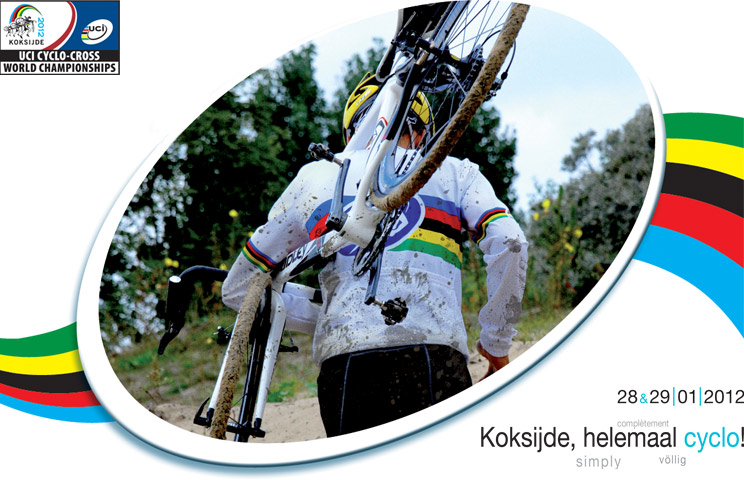 2012
KOKSIJDE
uci
UCI CYCLO-CROSS
WORLD CHAMPIONSHIPS
28&29|01|2012
complètement
Koksijde, helemaal cyclo!
simply völlig